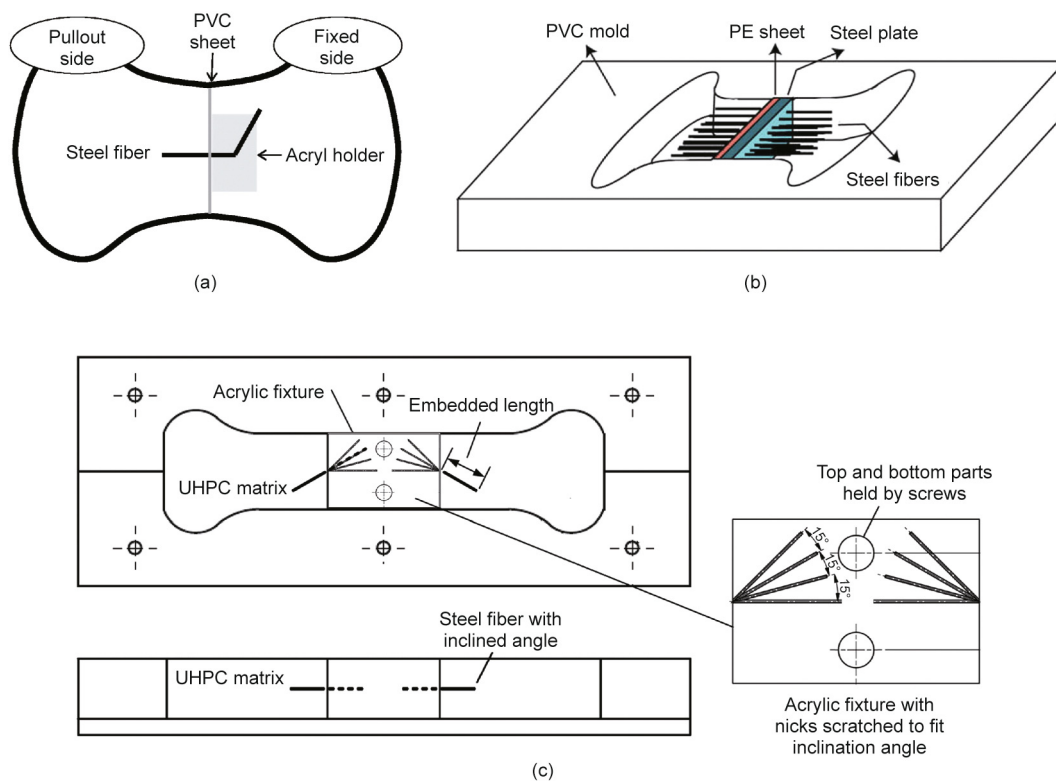 Pullout
side
PVC
sheet
Fixed
side
Steel fiber
Acryl holder
(a)
PVC mold
PE sheet
Steel plate
Steel fibers
(b)
Acrylic fixture
Embedded length
UHPC matrix
Top and bottom parts
held by screws
15°
15°
15°
Steel fiber with
inclined angle
UHPC matrix
Acrylic fixture with
nicks scratched to fit
inclination angle
(c)